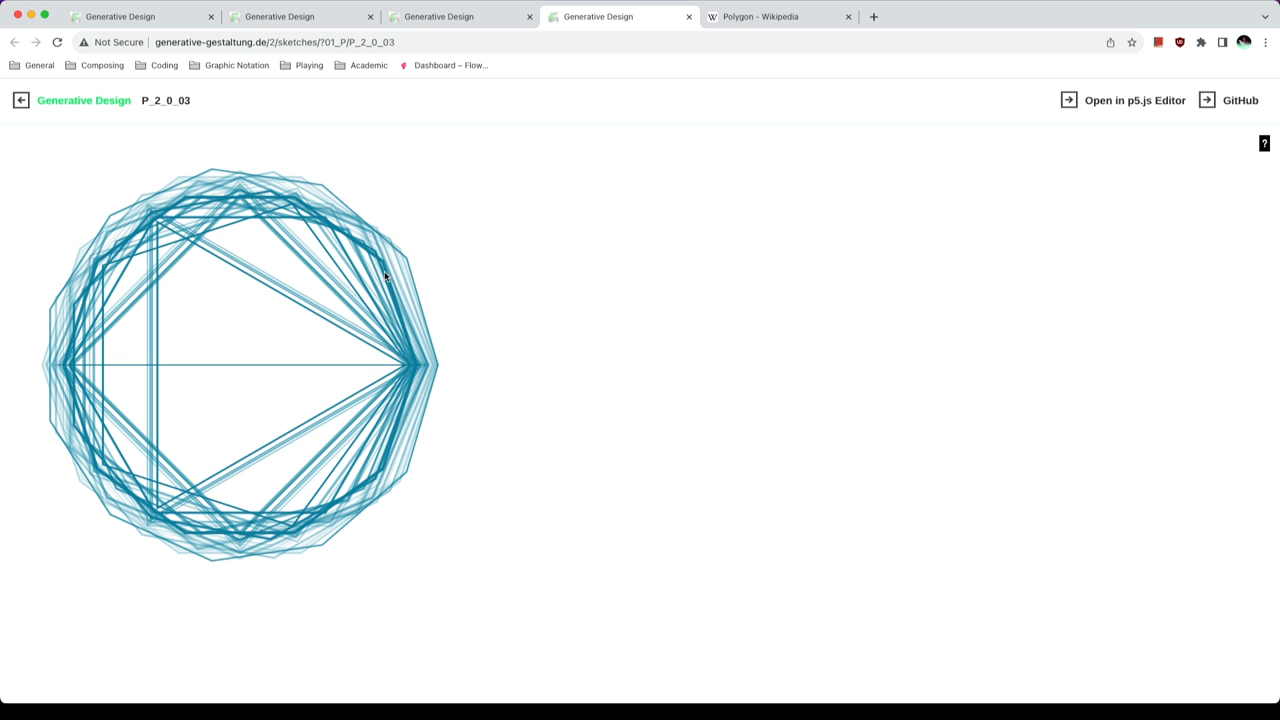 Generative Design Generative Design Generative Design Generative Design Polygon - Wikipedia
Not Secure generative-gestaltung.de/2/sketches/?01_P/P_2_0_03
General Composing Coding Graphic Notation Playing Academic Dashboard – Flow...
Generative Design P_2_0_03 Open in p5.js Editor GitHub
?